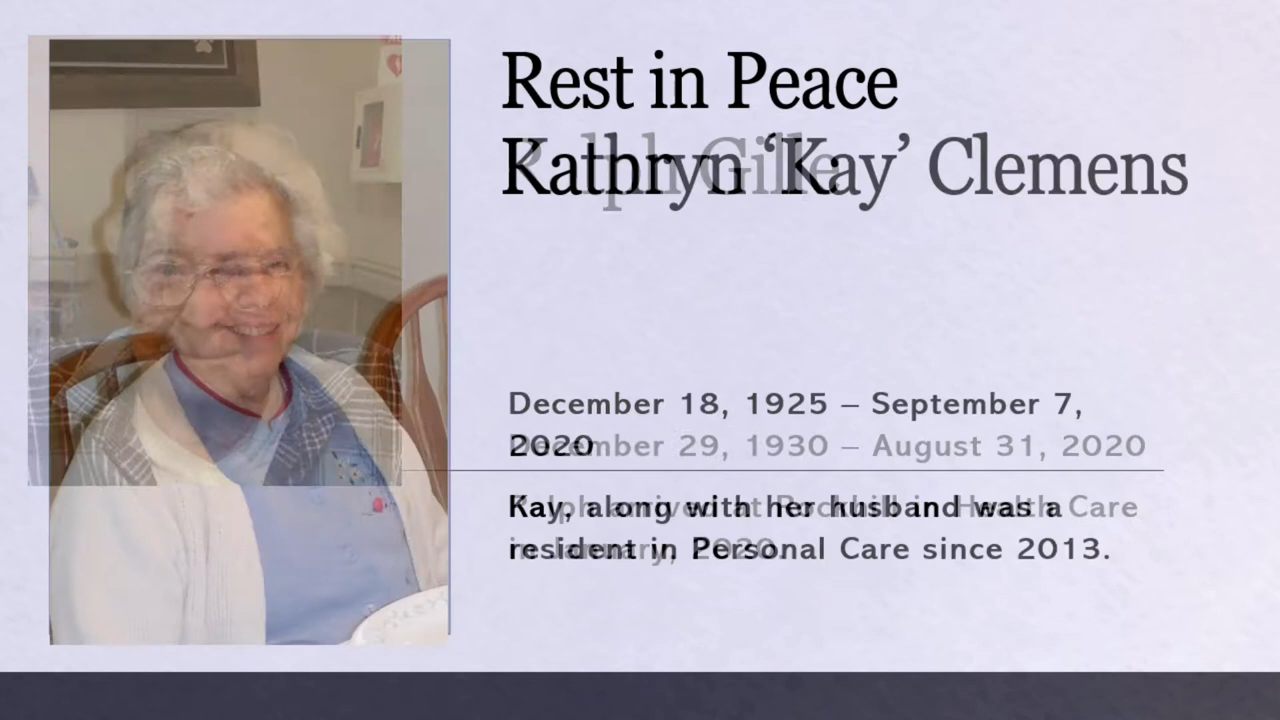 Rest in Peace
Kathryn ‘Kay’ Clemens
December 18, 1925 – September 7,
2020
December 29, 1930 – August 31, 2020
Kay, along with her husband was a
resident in Personal Care since 2013.